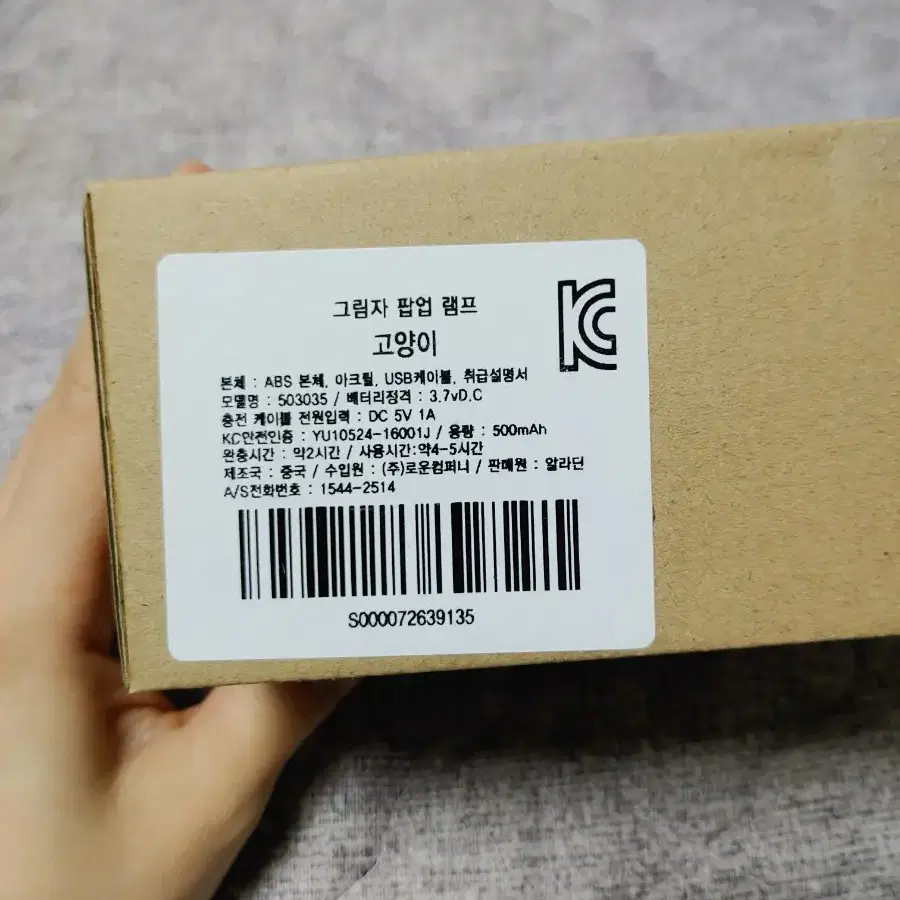 그림자 팝업 램프
고양이
본체 : ABS 본체, 아크릴, USB케이블, 취급설명서
모델명 : 503035 / 배터리정격 : 3.7vD.C
충전 케이블 전원입력 : DC 5V 1A
KC안전인증 : YU10524-16001J / 용량 : 500mAh
완충시간 : 약2시간 / 사용시간:약4-5시간
제조국 : 중국 / 수입원 : (주)로운컴퍼니 / 판매원 : 알라딘
A/S전화번호 : 1544-2514
S000072639135
KC